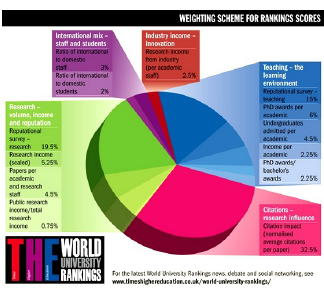 WEIGHTING SCHEME FOR RANKINGS SCORES
International mix –
staff and students
Ratio of international
to domestic
staff 3%
Ratio of international
to domestic
students 2%
Industry income –
innovation
Research income
from industry
(per academic
staff) 2.5%
Teaching – the
learning
environment
Reputational survey –
teaching 15%
PhD awards per
academic 6%
Undergraduates
admitted per
academic 4.5%
Income per
academic 2.25%
PhD awards/
bachelor's
awards 2.25%
Research –
volume, income
and reputation
Reputational
survey –
research 19.5%
Research income
(scaled) 5.25%
Papers per
academic
and research
staff 4.5%
Public research
income/total
research
income 0.75%
Citations –
research influence
Citation impact
(normalised
average citations
per paper) 32.5%
THE
Times
Higher
Education
WORLD
UNIVERSITY
RANKINGS
For the latest World University Rankings news, debate and social networking, see
www.timeshighereducation.co.uk/world-university-rankings/